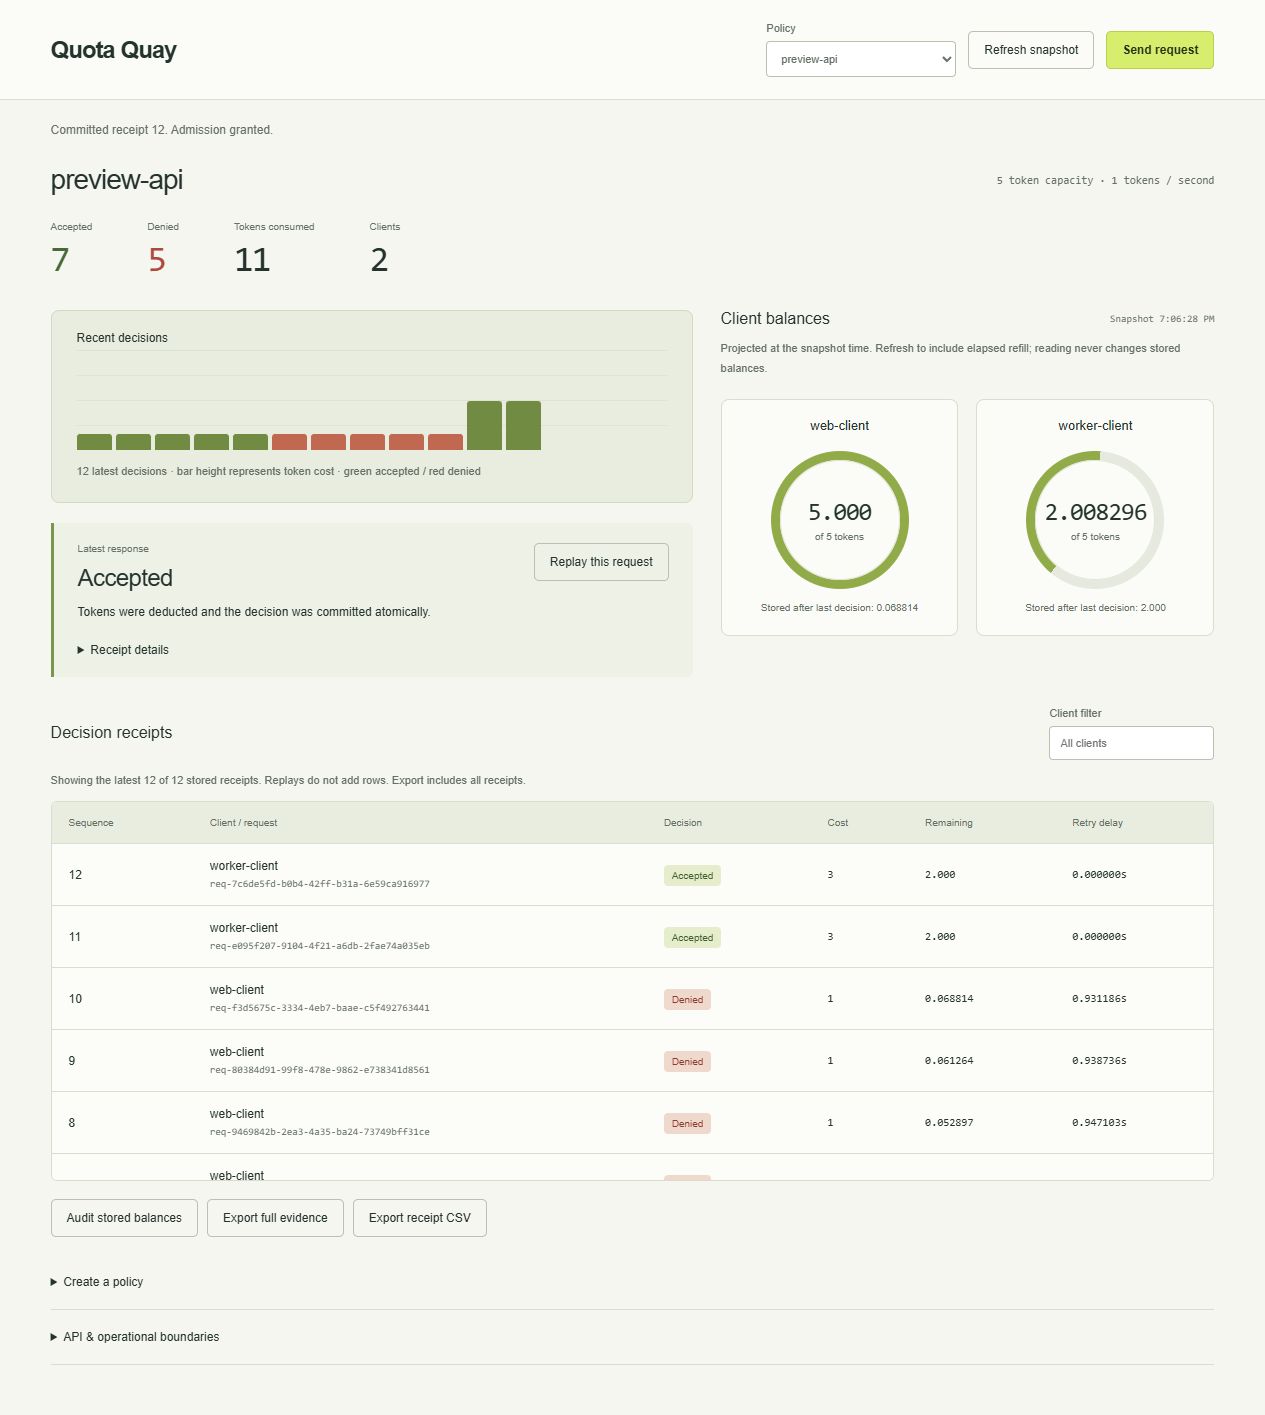 Quota Quay
Policy
preview-api
Refresh snapshot
Send request
Committed receipt 12. Admission granted.
preview-api
5 token capacity · 1 tokens / second
Accepted
7
Denied
5
Tokens consumed
11
Clients
2
Recent decisions
12 latest decisions · bar height represents token cost · green accepted / red denied
Latest response
Accepted
Replay this request
Tokens were deducted and the decision was committed atomically.
Receipt details
Client balances
Snapshot 7:06:28 PM
Projected at the snapshot time. Refresh to include elapsed refill; reading never changes stored
balances.
web-client
5.000
of 5 tokens
Stored after last decision: 0.068814
worker-client
2.008296
of 5 tokens
Stored after last decision: 2.000
Decision receipts
Client filter
All clients
Showing the latest 12 of 12 stored receipts. Replays do not add rows. Export includes all receipts.
Sequence Client / request Decision Cost Remaining Retry delay
12 worker-client Accepted 3 2.000 0.000000s
req-7c6de5fd-b0b4-42ff-b31a-6e59ca916977
11 worker-client Accepted 3 2.000 0.000000s
req-e095f207-9104-4f21-a6db-2fae74a035eb
10 web-client Denied 1 0.068814 0.931186s
req-f3d5675c-3334-4eb7-baae-c5f492763441
9 web-client Denied 1 0.061264 0.938736s
req-80384d91-99f8-478e-9862-e738341d8561
8 web-client Denied 1 0.052897 0.947103s
req-9469842b-2ea3-4a35-ba24-73749bff31ce
web-client
Audit stored balances
Export full evidence
Export receipt CSV
Create a policy
API & operational boundaries